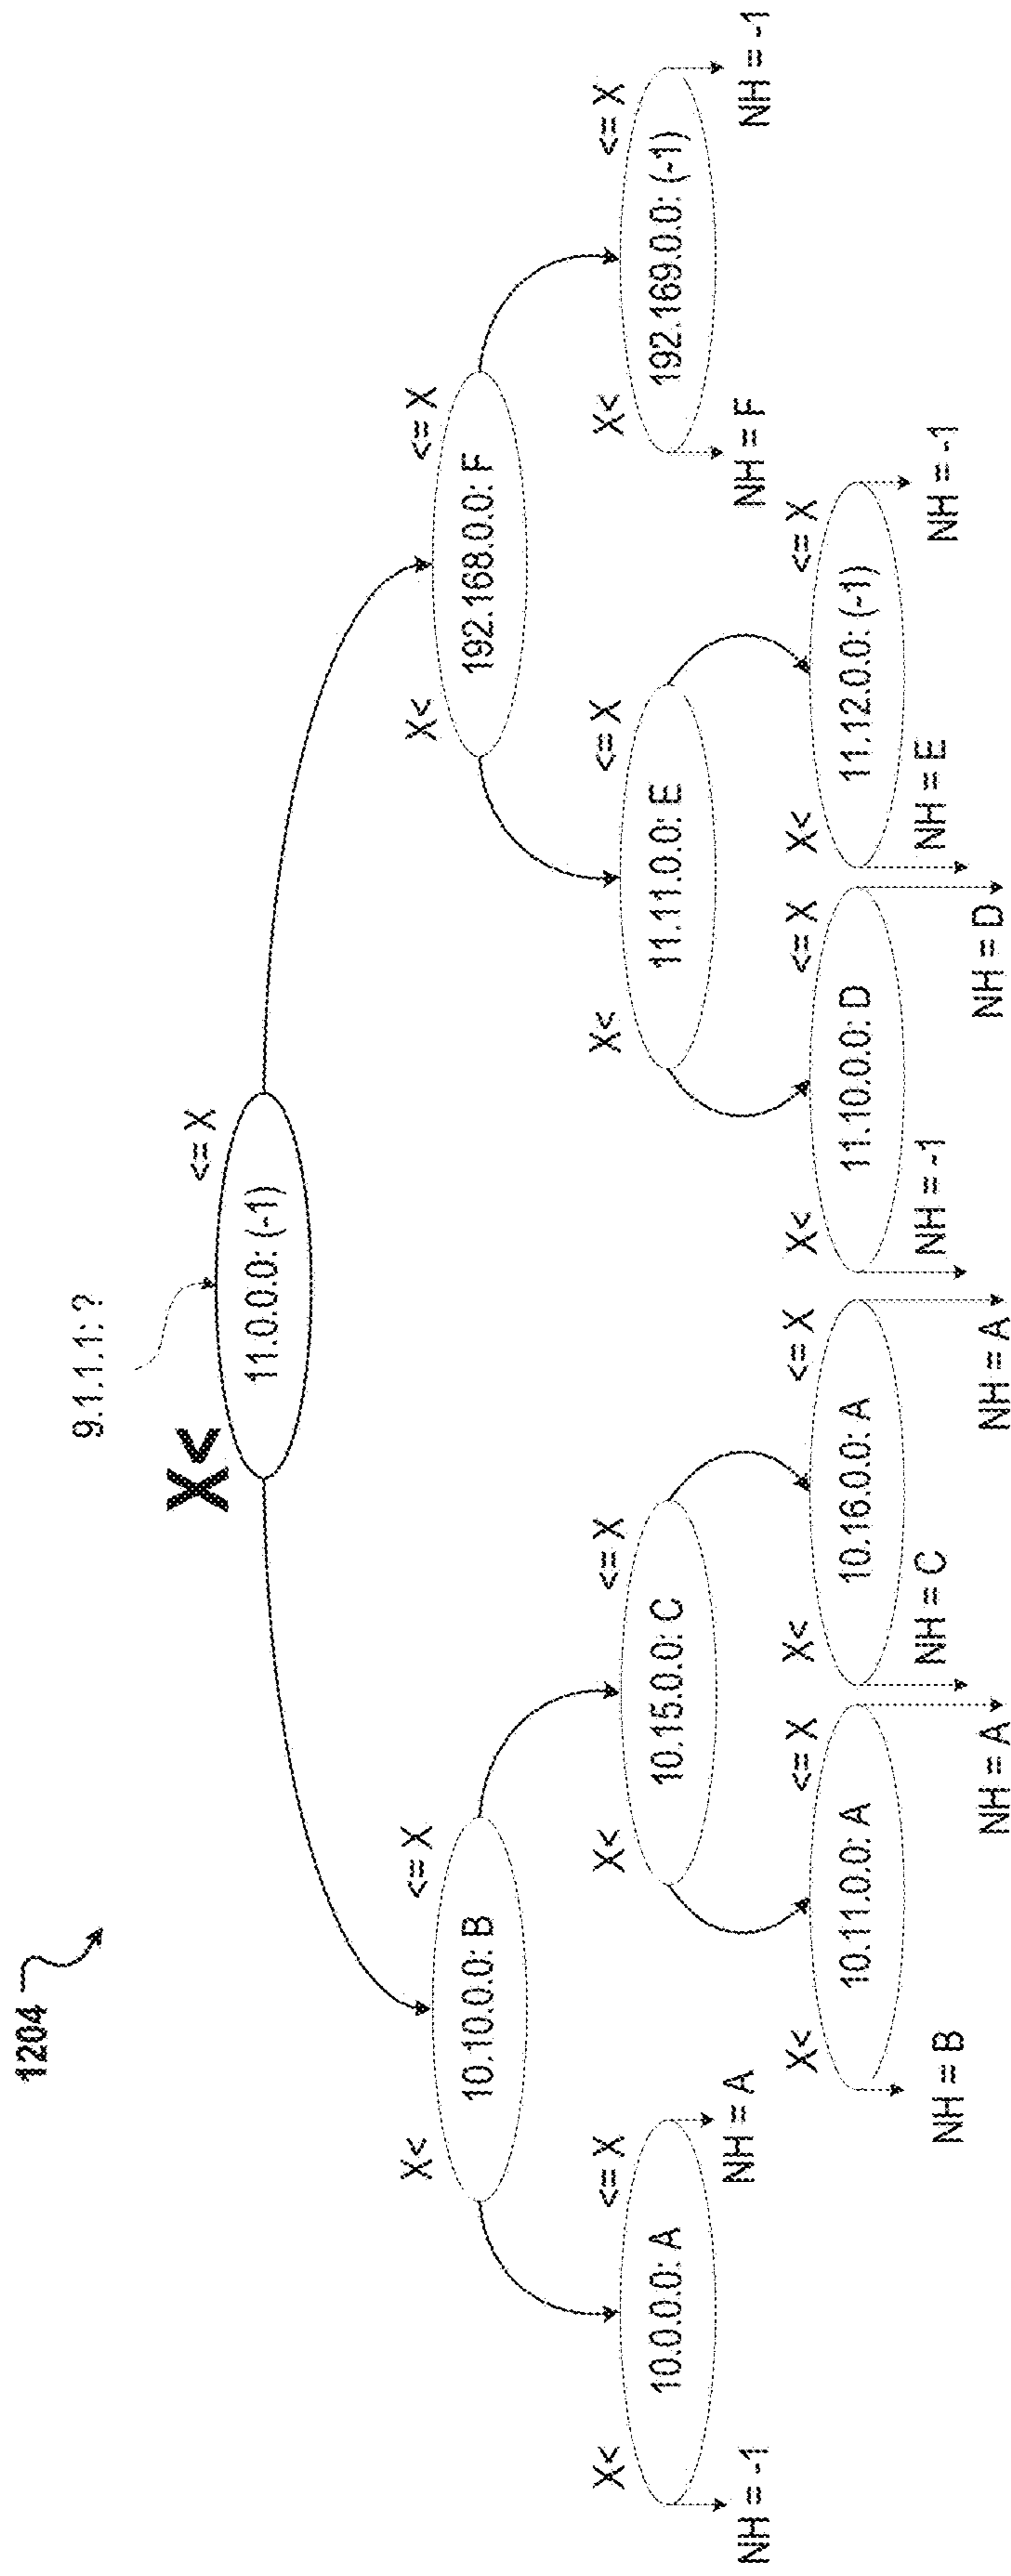 1204
9.1.1.1: ?
X<
<= X
11.0.0.0: (-1)
X<
<= X
10.10.0.0: B
X<
<= X
192.168.0.0: F
X<
<= X
10.0.0.0: A
NH = -1
NH = A
X<
<= X
10.15.0.0: C
X<
<= X
11.11.0.0: E
X<
<= X
192.169.0.0: (-1)
NH = F
NH = -1
X<
<= X
10.11.0.0: A
NH = B
NH = A
X<
<= X
10.16.0.0: A
NH = C
NH = A
X<
<= X
11.10.0.0: D
NH = -1
NH = D
X<
<= X
11.12.0.0: (-1)
NH = E
NH = -1